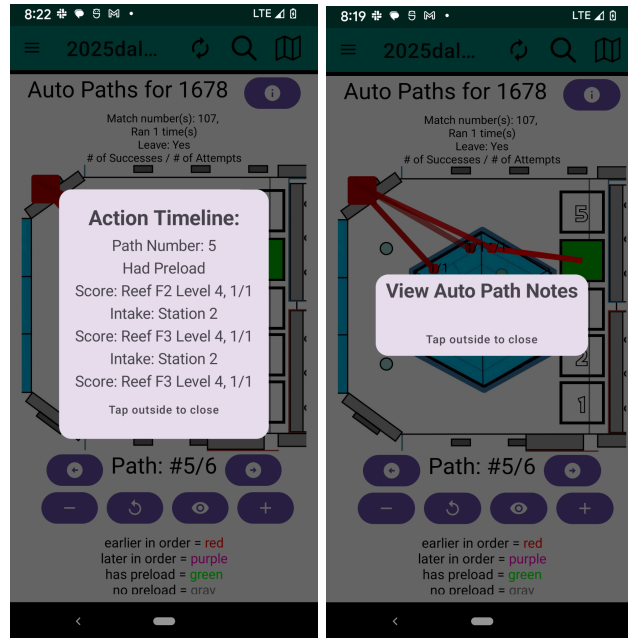 8:22
LTE
2025dal...
Auto Paths for 1678
Match number(s): 107,
Ran 1 time(s)
Leave: Yes
# of Successes / # of Attempts
Action Timeline:
Path Number: 5
Had Preload
Score: Reef F2 Level 4, 1/1
Intake: Station 2
Score: Reef F3 Level 4, 1/1
Intake: Station 2
Score: Reef F3 Level 4, 1/1
Tap outside to close
Path: #5/6
earlier in order = red
later in order = purple
has preload = green
no preload = gray
8:19
LTE
2025dal...
Auto Paths for 1678
Match number(s): 107,
Ran 1 time(s)
Leave: Yes
# of Successes / # of Attempts
5
View Auto Path Notes
Tap outside to close
2
1
Path: #5/6
earlier in order = red
later in order = purple
has preload = green
no preload = gray